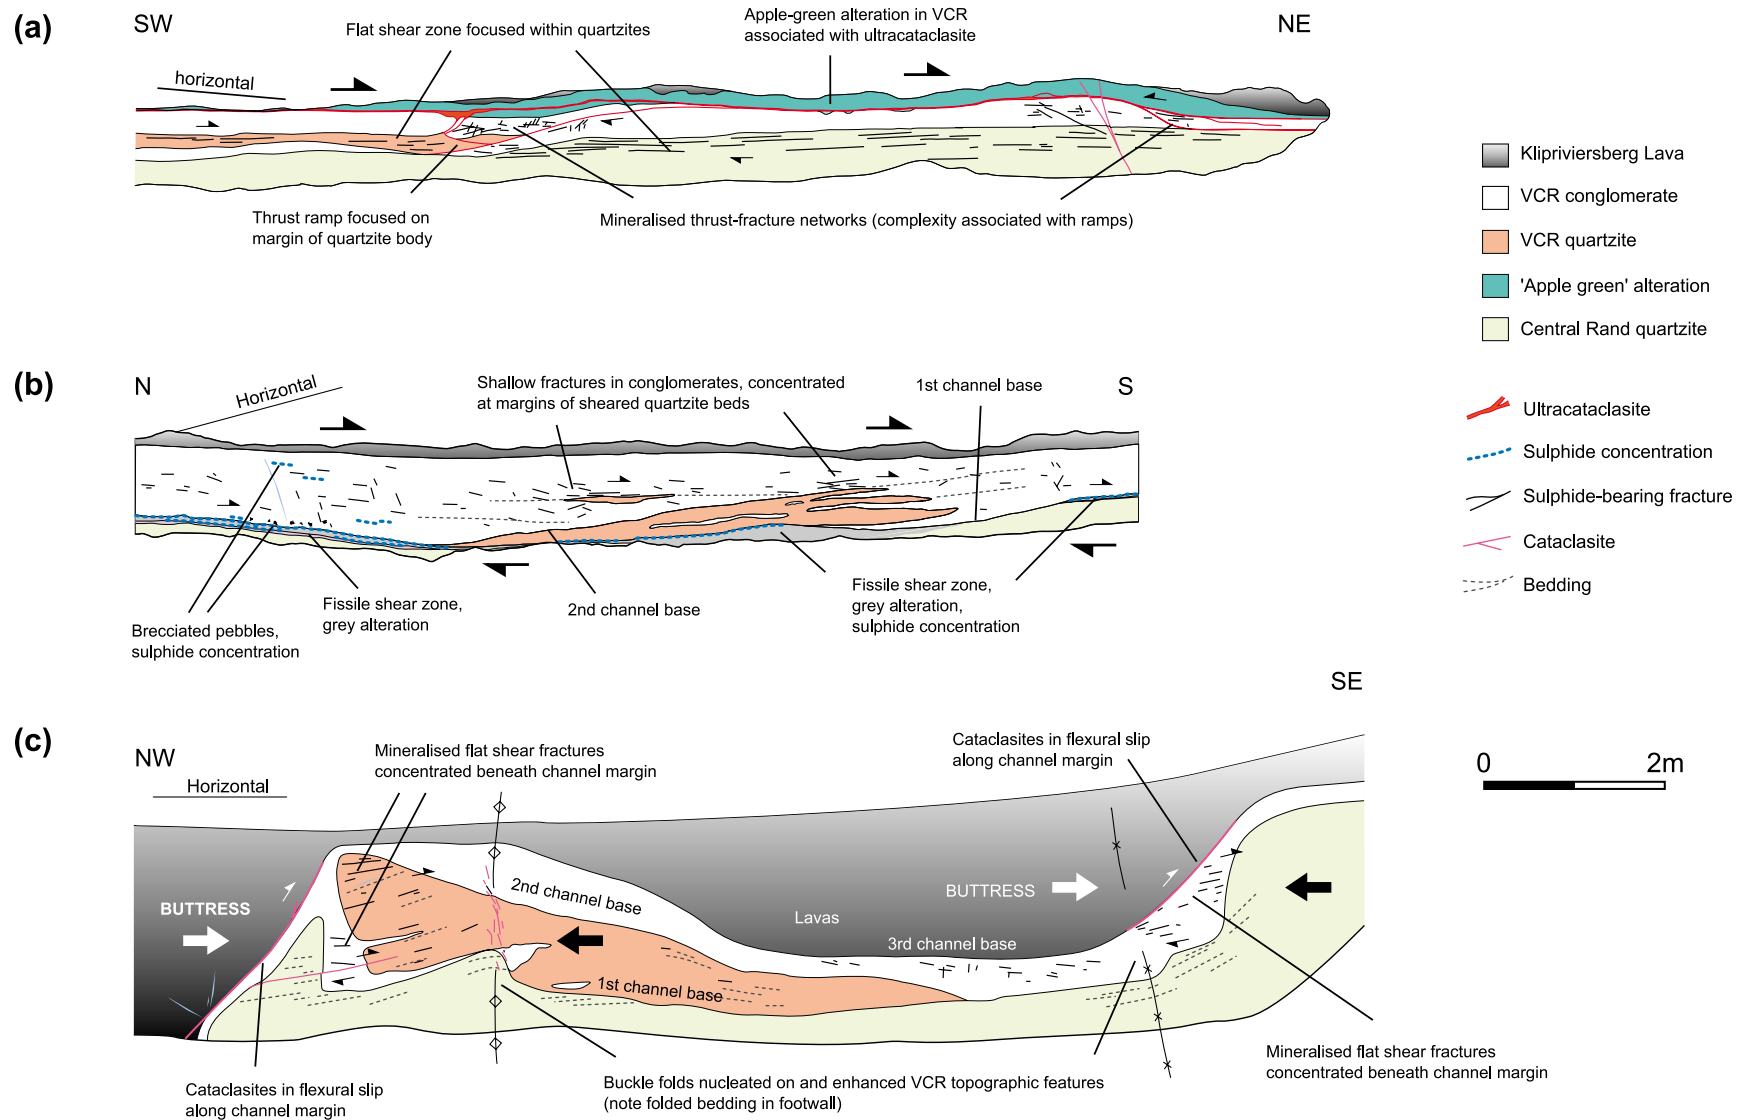 (a)
SW
Flat shear zone focused within quartzites
Apple-green alteration in VCR
associated with ultracataclasite
NE
horizontal
Thrust ramp focused on
margin of quartzite body
Mineralised thrust-fracture networks (complexity associated with ramps)
Klipriviersberg Lava
VCR conglomerate
VCR quartzite
'Apple green' alteration
Central Rand quartzite
Ultracataclasite
Sulphide concentration
Sulphide-bearing fracture
Cataclasite
Bedding
(b)
N
Horizontal
Shallow fractures in conglomerates, concentrated
at margins of sheared quartzite beds
1st channel base
S
Brecciated pebbles,
sulphide concentration
Fissile shear zone,
grey alteration
2nd channel base
Fissile shear zone,
grey alteration,
sulphide concentration
(c)
NW
SE
Horizontal
Mineralised flat shear fractures
concentrated beneath channel margin
Cataclasites in flexural slip
along channel margin
0
2m
BUTTRESS
2nd channel base
BUTTRESS
Lavas
3rd channel base
1st channel base
Cataclasites in flexural slip
along channel margin
Buckle folds nucleated on and enhanced VCR topographic features
(note folded bedding in footwall)
Mineralised flat shear fractures
concentrated beneath channel margin